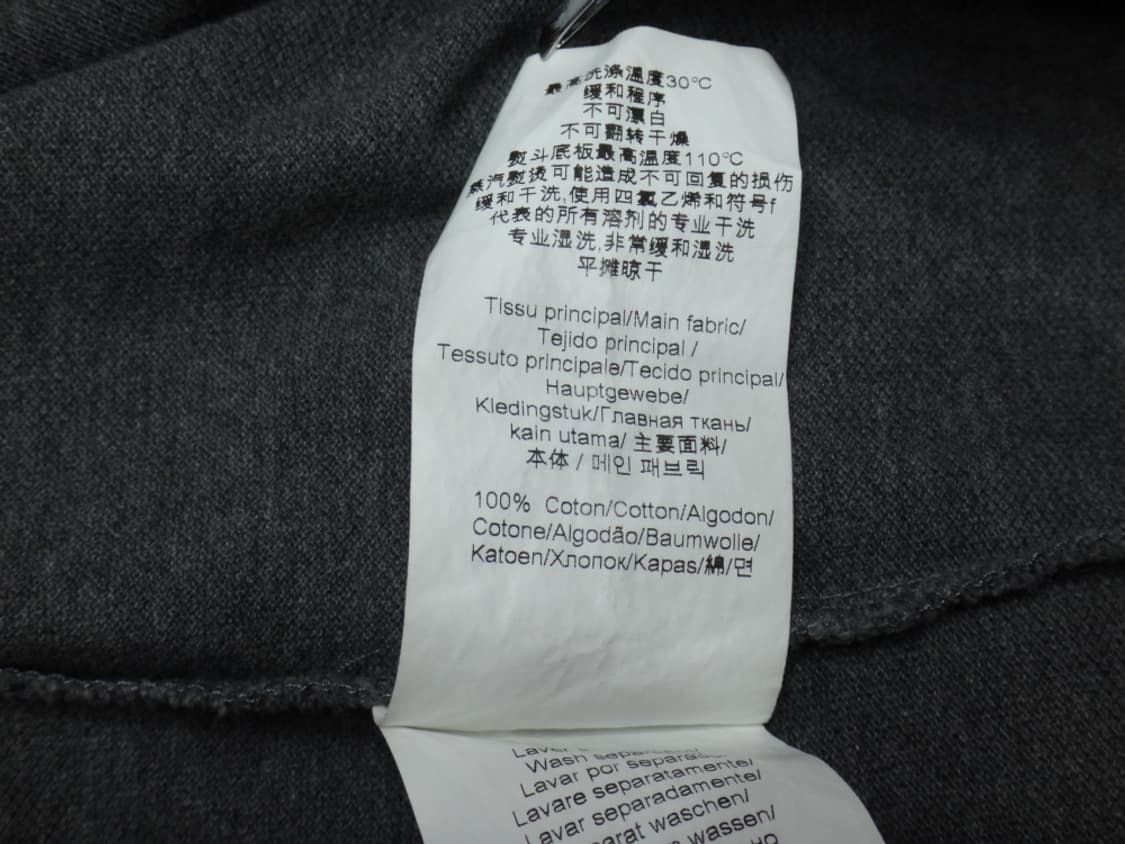 最高洗涤温度30°C
缓和程序
不可漂白
不可翻转干燥
熨斗底板最高温度110°C
蒸汽熨烫可能造成不可回复的损伤
缓和干洗,使用四氯乙烯和符号f
代表的所有溶剂的专业干洗
专业湿洗,非常缓和湿洗
平摊晾干
Tissu principal/Main fabric/
Tejido principal /
Tessuto principale/Tecido principal/
Hauptgewebe/
Kledingstuk/Главная ткань/
kain utama/ 主要面料/
本体 / 메인 패브릭
100% Coton/Cotton/Algodon/
Cotone/Algodão/Baumwolle/
Katoen/Хлопок/Kapas/綿/면
Lavar
Wash separately/
Lavar por separado/
Lavare separatamente/
Lavar separadamente/
waschen/
wassen/